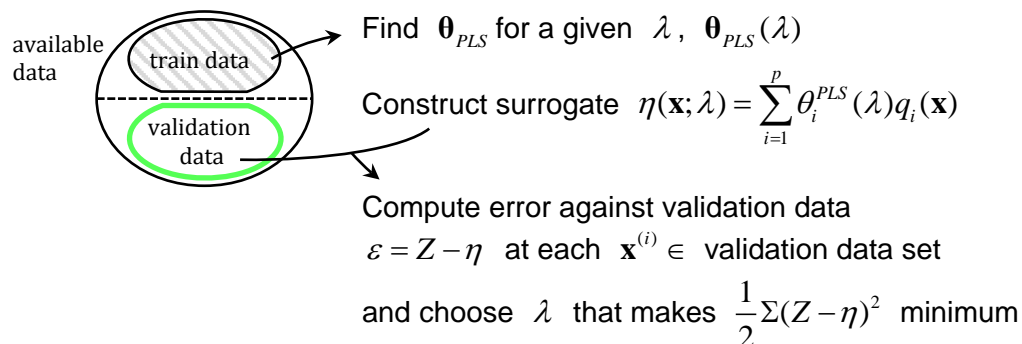 available
data
train data
validation
data
Find θ_PLS for a given λ, θ_PLS(λ)
Construct surrogate η(x; λ) = ∑_{i=1}^{p} θ_i^{PLS}(λ) q_i(x)
Compute error against validation data
ε = Z − η at each x^{(i)} ∈ validation data set
and choose λ that makes 1/2 Σ(Z − η)² minimum